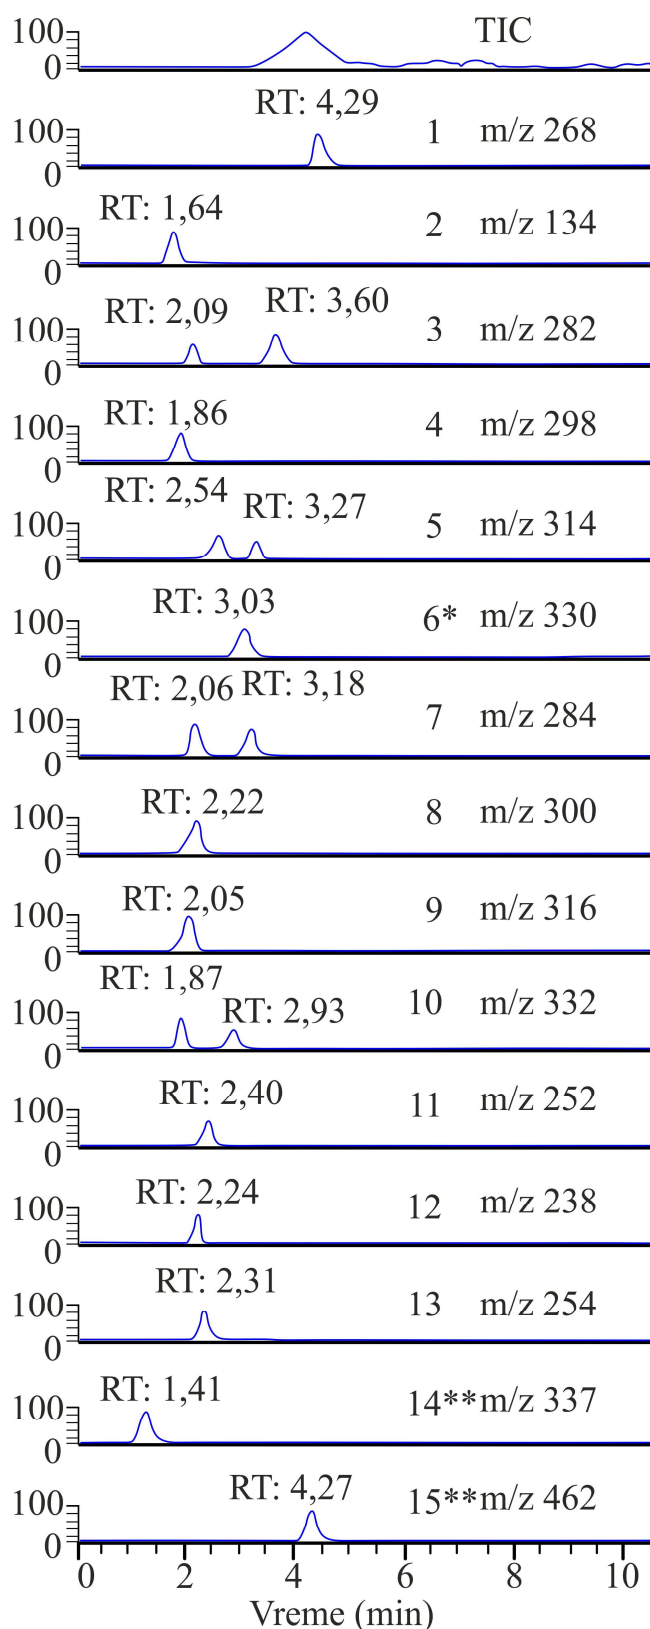 TIC
100
0
RT: 4,29
1 m/z 268
100
0
RT: 1,64
2 m/z 134
100
0
RT: 2,09 RT: 3,60
3 m/z 282
100
0
RT: 1,86
4 m/z 298
100
0
RT: 2,54 RT: 3,27
5 m/z 314
100
0
RT: 3,03
6* m/z 330
100
0
RT: 2,06 RT: 3,18
7 m/z 284
100
0
RT: 2,22
8 m/z 300
100
0
RT: 2,05
9 m/z 316
100
0
RT: 1,87 RT: 2,93
10 m/z 332
100
0
RT: 2,40
11 m/z 252
100
0
RT: 2,24
12 m/z 238
100
0
RT: 2,31
13 m/z 254
100
0
RT: 1,41
14** m/z 337
100
0
RT: 4,27
15** m/z 462
100
0
0 2 4 6 8 10
Vreme (min)